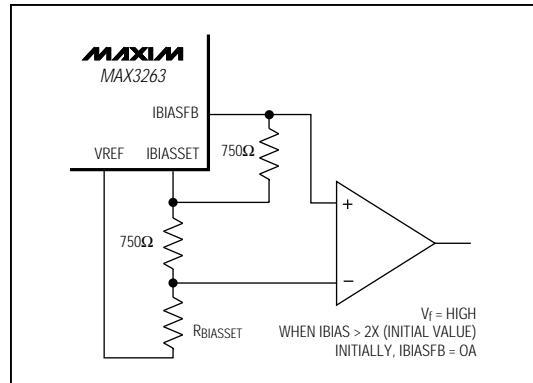 MAXIM
MAX3263
IBIASFB
VREF IBIASSET
750Ω
750Ω
+
−
RBIASSET
Vf = HIGH
WHEN IBIAS > 2X (INITIAL VALUE)
INITIALLY, IBIASFB = OA